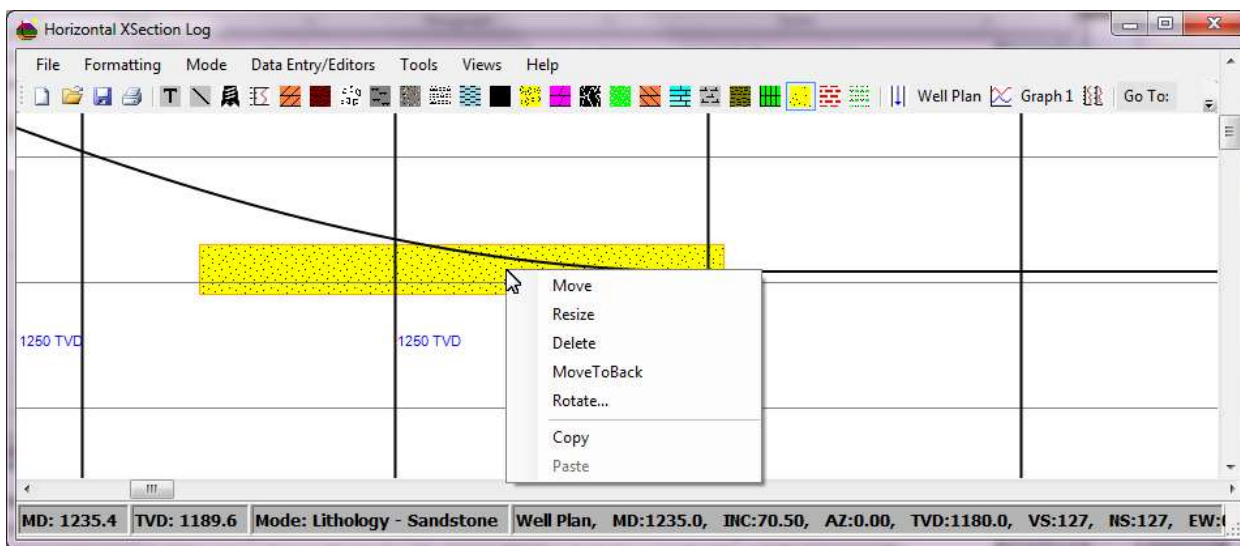 Horizontal XSection Log
File Formatting Mode Data Entry/Editors Tools Views Help
T Well Plan Graph 1 Go To:
1250 TVD 1250 TVD
Move
Resize
Delete
MoveToBack
Rotate...
Copy
Paste
MD: 1235.4 TVD: 1189.6 Mode: Lithology - Sandstone Well Plan, MD:1235.0, INC:70.50, AZ:0.00, TVD:1180.0, VS:127, NS:127, EW: